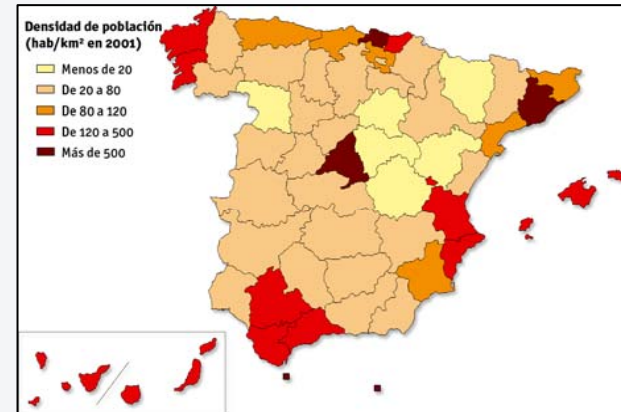 Densidad de población
(hab/km² en 2001)
Menos de 20
De 20 a 80
De 80 a 120
De 120 a 500
Más de 500